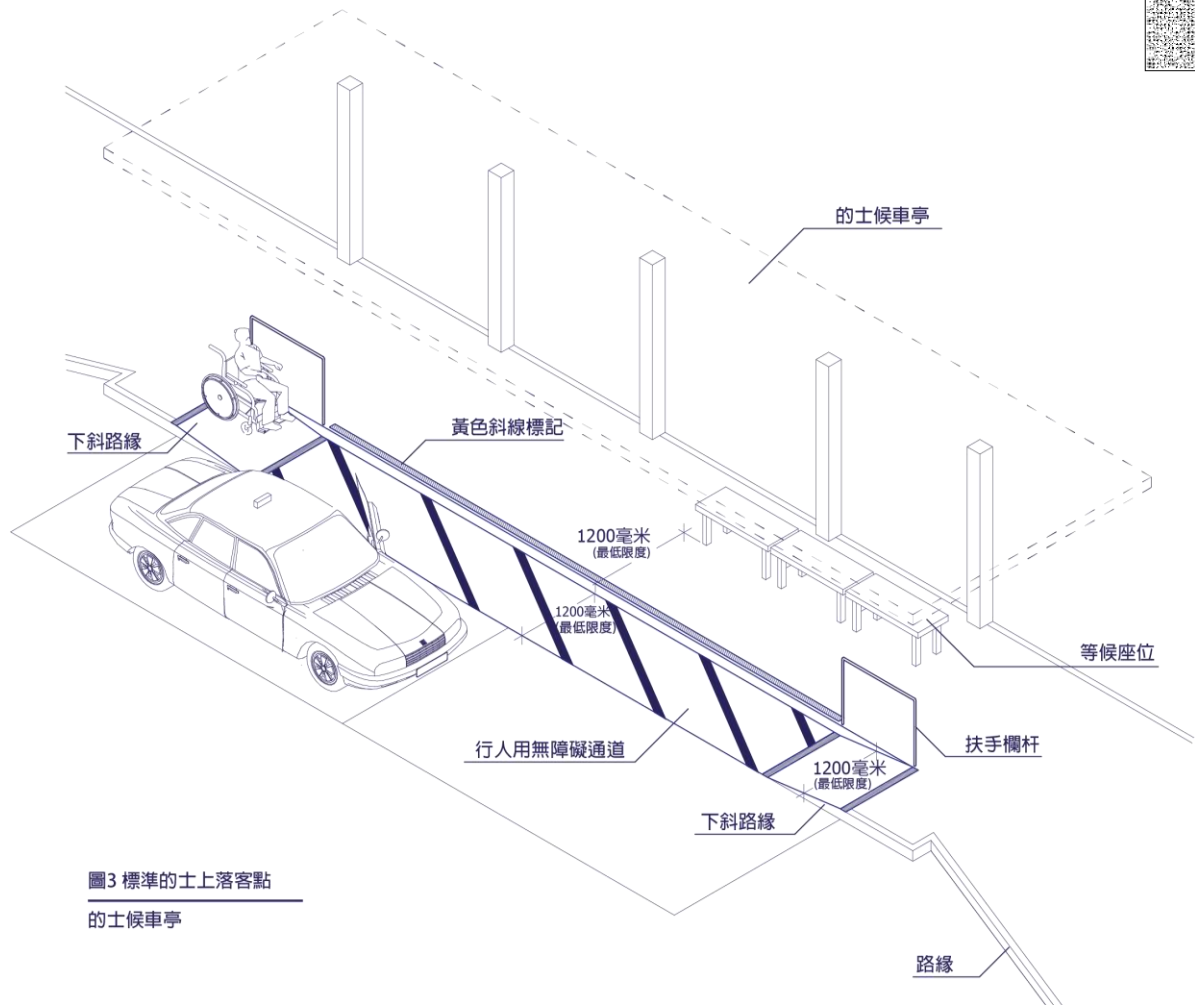 的士候車亭
黃色斜線標記
下斜路緣
1200毫米
(最低限度)
1200毫米
(最低限度)
等候座位
扶手欄杆
行人用無障礙通道
1200毫米
(最低限度)
下斜路緣
圖3 標準的士上落客點
的士候車亭
路緣